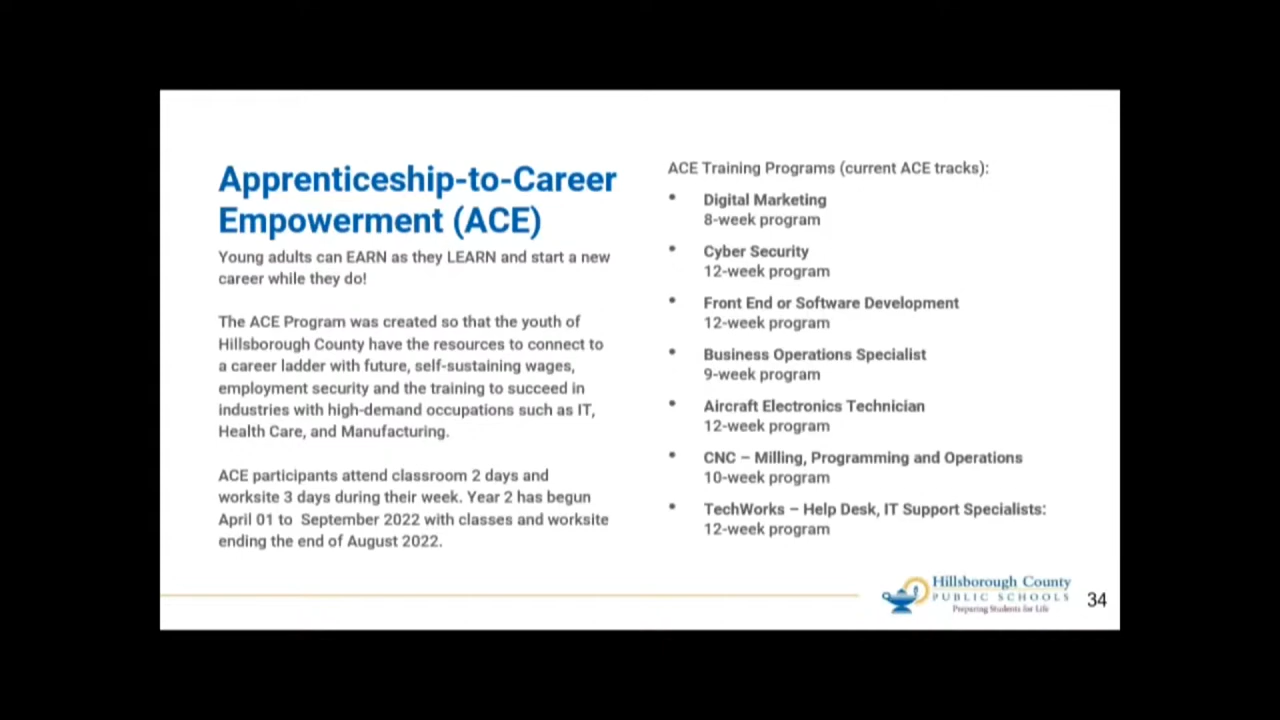 Apprenticeship-to-Career
Empowerment (ACE)
Young adults can EARN as they LEARN and start a new
career while they do!
The ACE Program was created so that the youth of
Hillsborough County have the resources to connect to
a career ladder with future, self-sustaining wages,
employment security and the training to succeed in
industries with high-demand occupations such as IT,
Health Care, and Manufacturing.
ACE participants attend classroom 2 days and
worksite 3 days during their week. Year 2 has begun
April 01 to September 2022 with classes and worksite
ending the end of August 2022.
ACE Training Programs (current ACE tracks):
• Digital Marketing
8-week program
• Cyber Security
12-week program
• Front End or Software Development
12-week program
• Business Operations Specialist
9-week program
• Aircraft Electronics Technician
12-week program
• CNC – Milling, Programming and Operations
10-week program
• TechWorks – Help Desk, IT Support Specialists:
12-week program
Hillsborough County
PUBLIC SCHOOLS
Preparing Students for Life
34